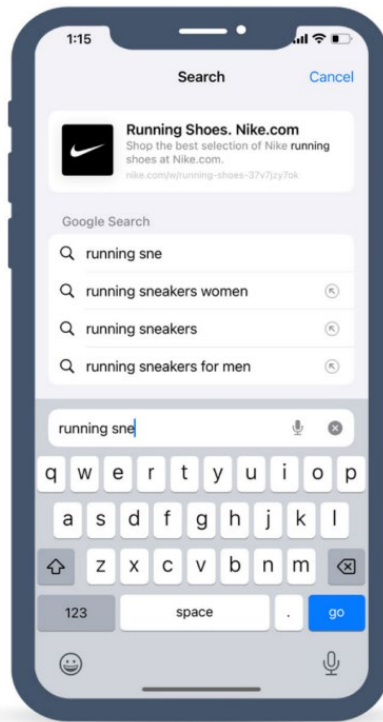 1:15
Search
Cancel
Running Shoes. Nike.com
Shop the best selection of Nike running
shoes at Nike.com.
nike.com/w/running-shoes-37v7jzy7ok
Google Search
running sne
running sneakers women
running sneakers
running sneakers for men
running sne
q w e r t y u i o p
a s d f g h j k l
z x c v b n m
123 space . go